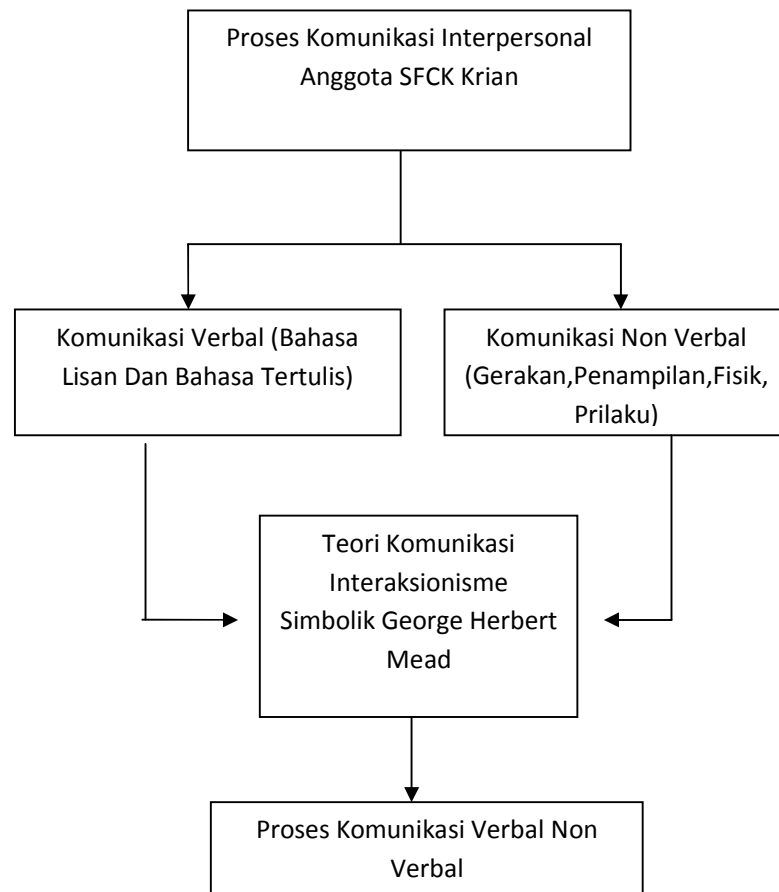 Proses Komunikasi Interpersonal
Anggota SFCK Krian
Komunikasi Verbal (Bahasa
Lisan Dan Bahasa Tertulis)
Komunikasi Non Verbal
(Gerakan,Penampilan,Fisik,
Prilaku)
Teori Komunikasi
Interaksionisme
Simbolik George Herbert
Mead
Proses Komunikasi Verbal Non
Verbal